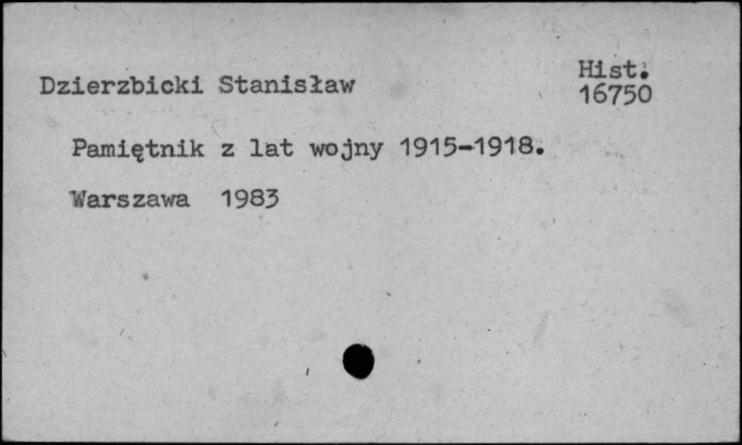 Hist.
16750
Dzierzbicki Stanisław
Pamiętnik z lat wojny 1915-1918.
Warszawa 1983